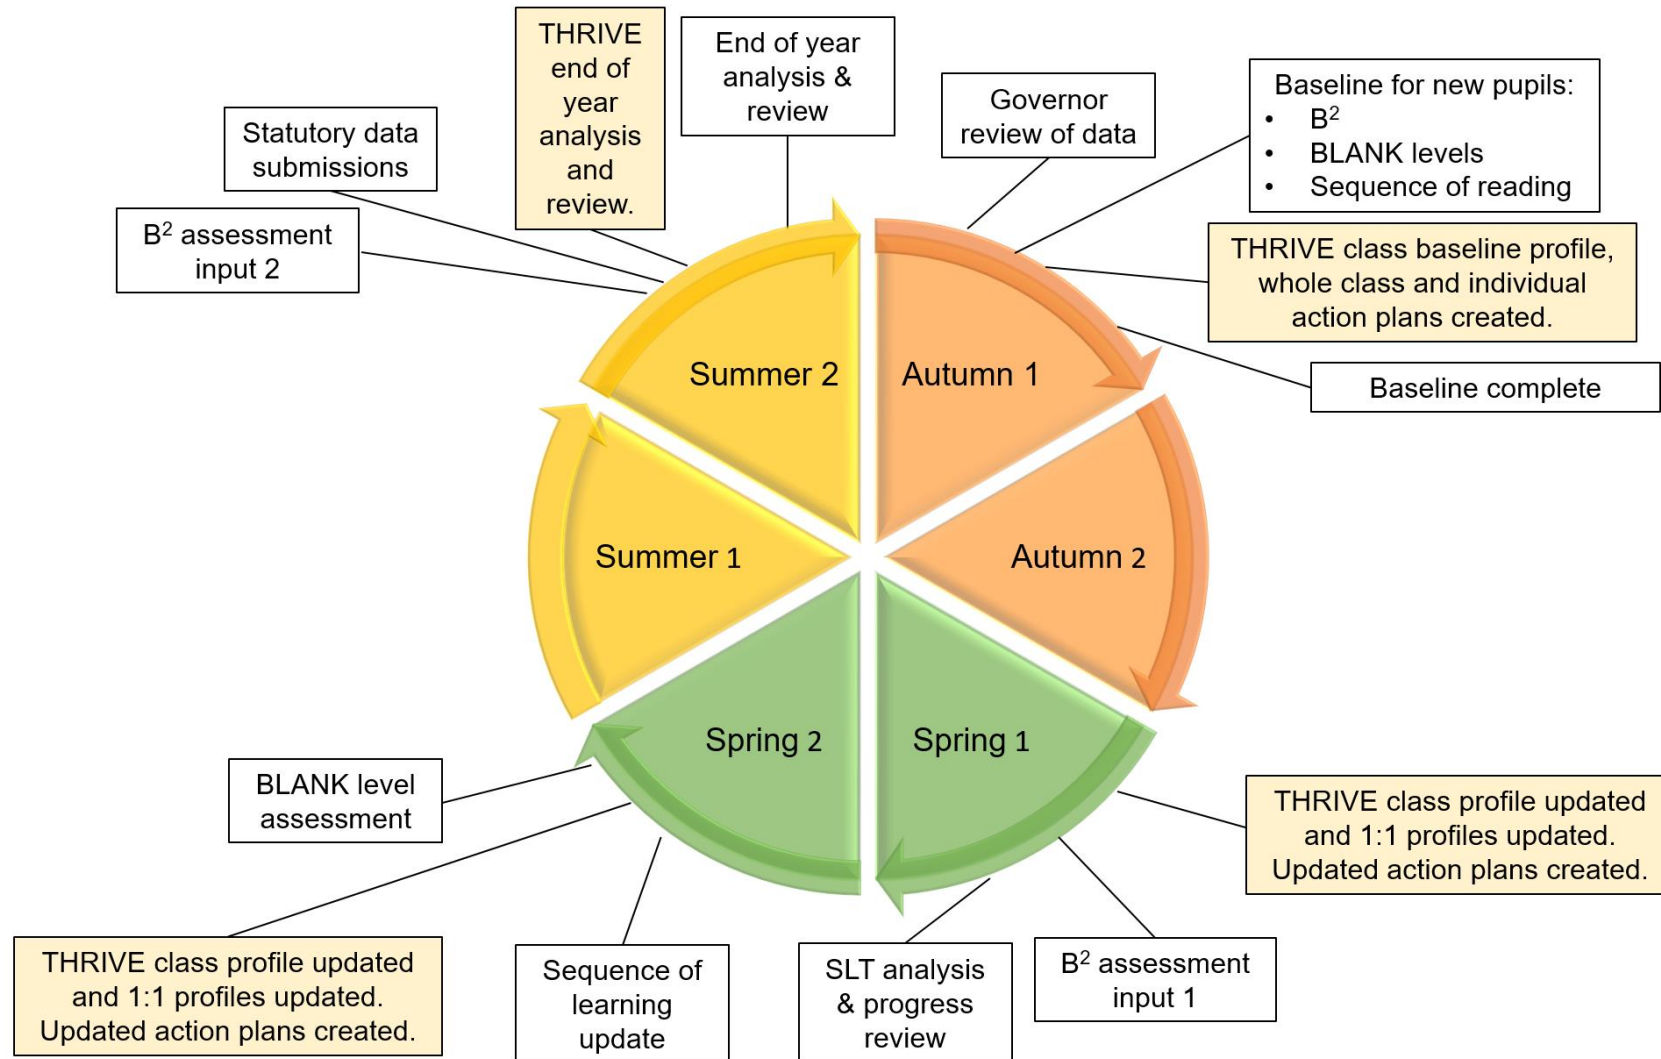 THRIVE
end of
year
analysis
and
review.
End of year
analysis &
review
Governor
review of data
Baseline for new pupils:
• B²
• BLANK levels
• Sequence of reading
Statutory data
submissions
B² assessment
input 2
THRIVE class baseline profile,
whole class and individual
action plans created.
Baseline complete
Summer 2
Autumn 1
Summer 1
Autumn 2
Spring 2
Spring 1
BLANK level
assessment
THRIVE class profile updated
and 1:1 profiles updated.
Updated action plans created.
THRIVE class profile updated
and 1:1 profiles updated.
Updated action plans created.
Sequence of
learning
update
SLT analysis
& progress
review
B² assessment
input 1